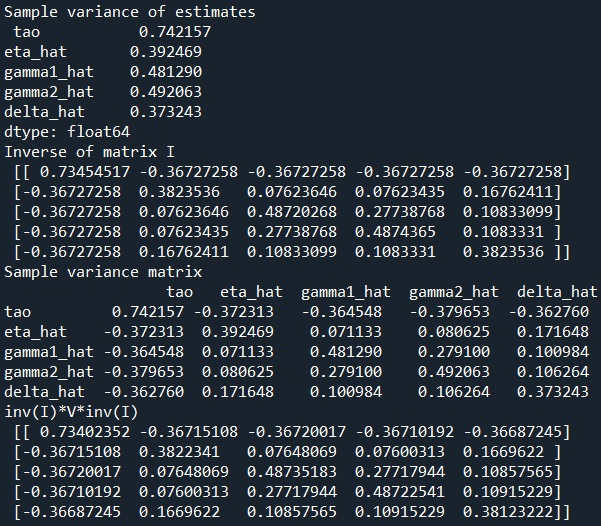 Sample variance of estimates
tao 0.742157
eta_hat 0.392469
gamma1_hat 0.481290
gamma2_hat 0.492063
delta_hat 0.373243
dtype: float64
Inverse of matrix I
[[ 0.73454517 -0.36727258 -0.36727258 -0.36727258 -0.36727258]
[-0.36727258 0.3823536 0.07623646 0.07623435 0.16762411]
[-0.36727258 0.07623646 0.48720268 0.27738768 0.10833099]
[-0.36727258 0.07623435 0.27738768 0.4874365 0.1083331 ]
[-0.36727258 0.16762411 0.10833099 0.1083331 0.3823536 ]]
Sample variance matrix
tao eta_hat gamma1_hat gamma2_hat delta_hat
tao 0.742157 -0.372313 -0.364548 -0.379653 -0.362760
eta_hat -0.372313 0.392469 0.071133 0.080625 0.171648
gamma1_hat -0.364548 0.071133 0.481290 0.279100 0.100984
gamma2_hat -0.379653 0.080625 0.279100 0.492063 0.106264
delta_hat -0.362760 0.171648 0.100984 0.106264 0.373243
inv(I)*V*inv(I)
[[ 0.73402352 -0.36715108 -0.36720017 -0.36710192 -0.36687245]
[-0.36715108 0.3822341 0.07648069 0.07600313 0.1669622 ]
[-0.36720017 0.07648069 0.48735183 0.27717944 0.10857565]
[-0.36710192 0.07600313 0.27717944 0.48722541 0.10915229]
[-0.36687245 0.1669622 0.10857565 0.10915229 0.38123222]]